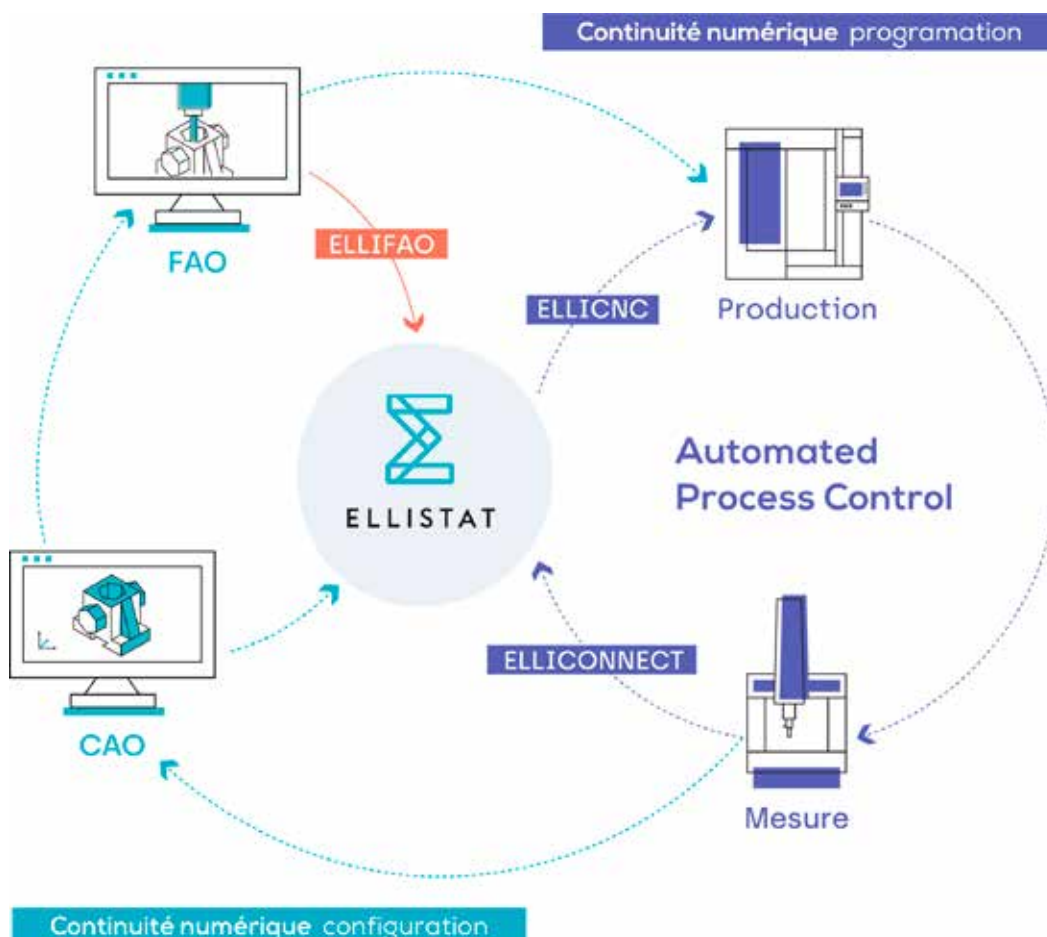 Continuité numérique programation
FAO
ELLIFAO
ELLICNC
Production
ELLISTAT
Automated
Process Control
ELLICONNECT
CAO
Mesure
Continuité numérique configuration